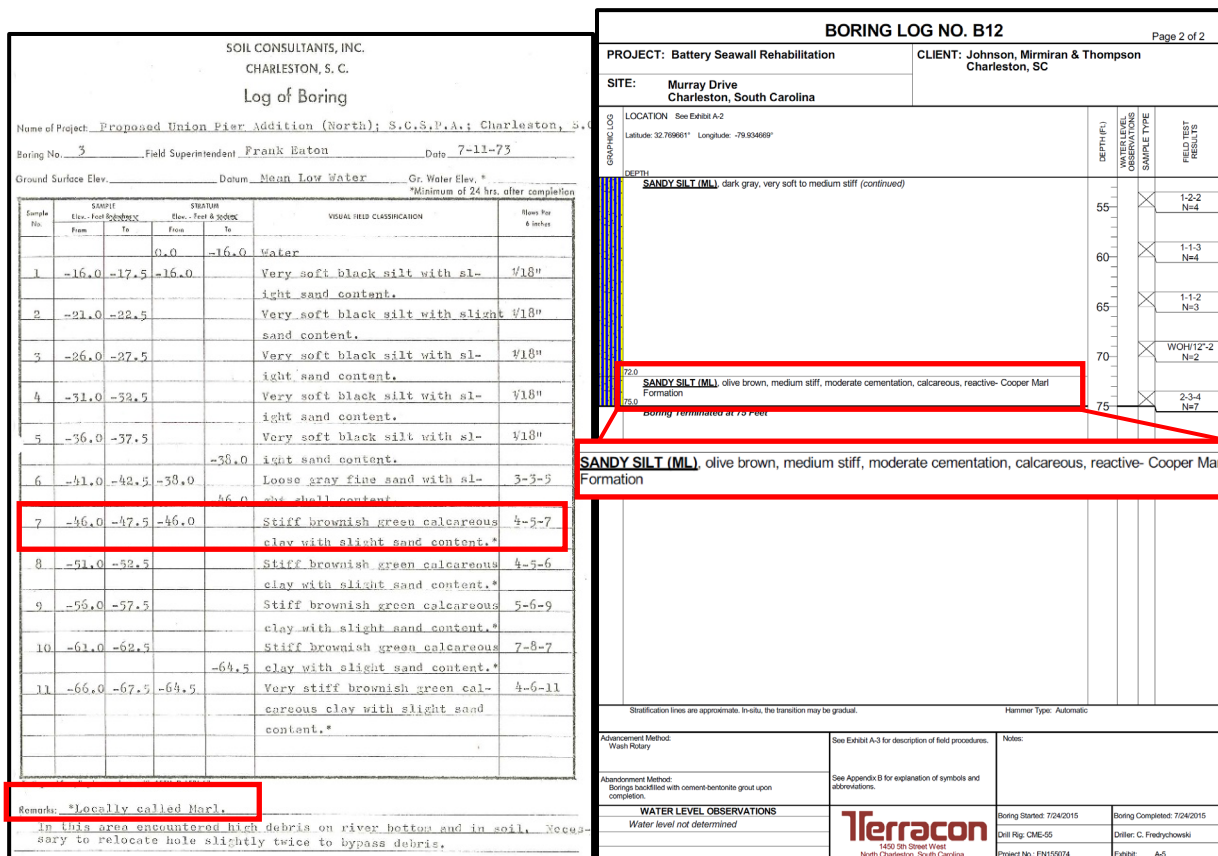 SOIL CONSULTANTS, INC.
CHARLESTON, S. C.
Log of Boring
Name of Project: Proposed Union Pier Addition (North); S.C.S.P.A.; Charleston, S.C
Boring No. 3 Field Superintendent Frank Eaton Date 7-11-73
Ground Surface Elev. Datum Mean Low Water Gr. Water Elev. *
*Minimum of 24 hrs. after completion
Sample No. SAMPLE Elev. - Feet From To STRATUM Elev. - Feet From To VISUAL FIELD CLASSIFICATION Blows Per 6 inches
0.0 -16.0 Water
1 -16.0 -17.5 -16.0 Very soft black silt with sl- 1/18"
ight sand content.
2 -21.0 -22.5 Very soft black silt with slight 1/18"
sand content.
3 -26.0 -27.5 Very soft black silt with sl- 1/18"
ight sand content.
4 -31.0 -32.5 Very soft black silt with sl- 1/18"
ight sand content.
5 -36.0 -37.5 Very soft black silt with sl- 1/18"
-38.0 ight sand content.
6 -41.0 -42.5 -38.0 Loose gray fine sand with sl- 3-3-5
-46.0 ght shell content.
7 -46.0 -47.5 -46.0 Stiff brownish green calcareous 4-5-7
clay with slight sand content.*
8 -51.0 -52.5 Stiff brownish green calcareous 4-5-6
clay with slight sand content.*
9 -56.0 -57.5 Stiff brownish green calcareous 5-6-9
clay with slight sand content.*
10 -61.0 -62.5 Stiff brownish green calcareous 7-8-7
-64.5 clay with slight sand content.*
11 -66.0 -67.5 -64.5 Very stiff brownish green cal- 4-6-11
careous clay with slight sand
content.*
Remarks: *Locally called Marl.
In this area encountered high debris on river bottom and in soil. Neces-
sary to relocate hole slightly twice to bypass debris.
BORING LOG NO. B12
Page 2 of 2
PROJECT: Battery Seawall Rehabilitation
CLIENT: Johnson, Mirmiran & Thompson
Charleston, SC
SITE: Murray Drive
Charleston, South Carolina
GRAPHIC LOG
LOCATION See Exhibit A-2
Latitude: 32.769661° Longitude: -79.934669°
DEPTH
DEPTH (Ft.)
WATER LEVEL OBSERVATIONS
SAMPLE TYPE
FIELD TEST RESULTS
SANDY SILT (ML), dark gray, very soft to medium stiff (continued)
55 1-2-2
N=4
60 1-1-3
N=4
65 1-1-2
N=3
70 WOH/12"-2
N=2
72.0
SANDY SILT (ML), olive brown, medium stiff, moderate cementation, calcareous, reactive- Cooper Marl
Formation
75.0
75 2-3-4
N=7
Boring Terminated at 75 Feet
SANDY SILT (ML), olive brown, medium stiff, moderate cementation, calcareous, reactive- Cooper Mar
Formation
Stratification lines are approximate. In-situ, the transition may be gradual.
Hammer Type: Automatic
Advancement Method:
Wash Rotary
See Exhibit A-3 for description of field procedures.
Notes:
Abandonment Method:
Borings backfilled with cement-bentonite grout upon
completion.
See Appendix B for explanation of symbols and
abbreviations.
WATER LEVEL OBSERVATIONS
Water level not determined
Terracon
1450 5th Street West
North Charleston, South Carolina
Boring Started: 7/24/2015
Boring Completed: 7/24/2015
Drill Rig: CME-55
Driller: C. Fredrychowski
Project No.: EN155074
Exhibit: A-5